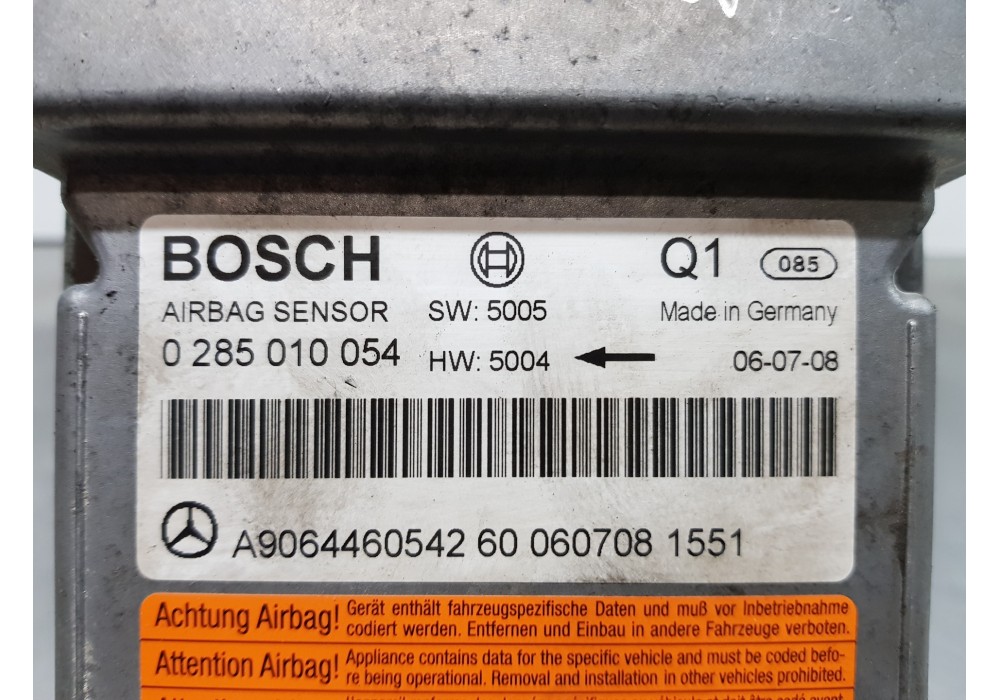 BOSCH
Q1 085
AIRBAG SENSOR SW: 5005 Made in Germany
0 285 010 054 HW: 5004 06-07-08
A9064460542 60 060708 1551
Achtung Airbag! Gerät enthält fahrzeugspezifische Daten und muß vor Inbetriebnahme
codiert werden. Entfernen und Einbau in andere Fahrzeuge verboten.
Attention Airbag! Appliance contains data for the specific vehicle and must be coded befo-
re being operational. Removal and installation in other vehicles prohibited.